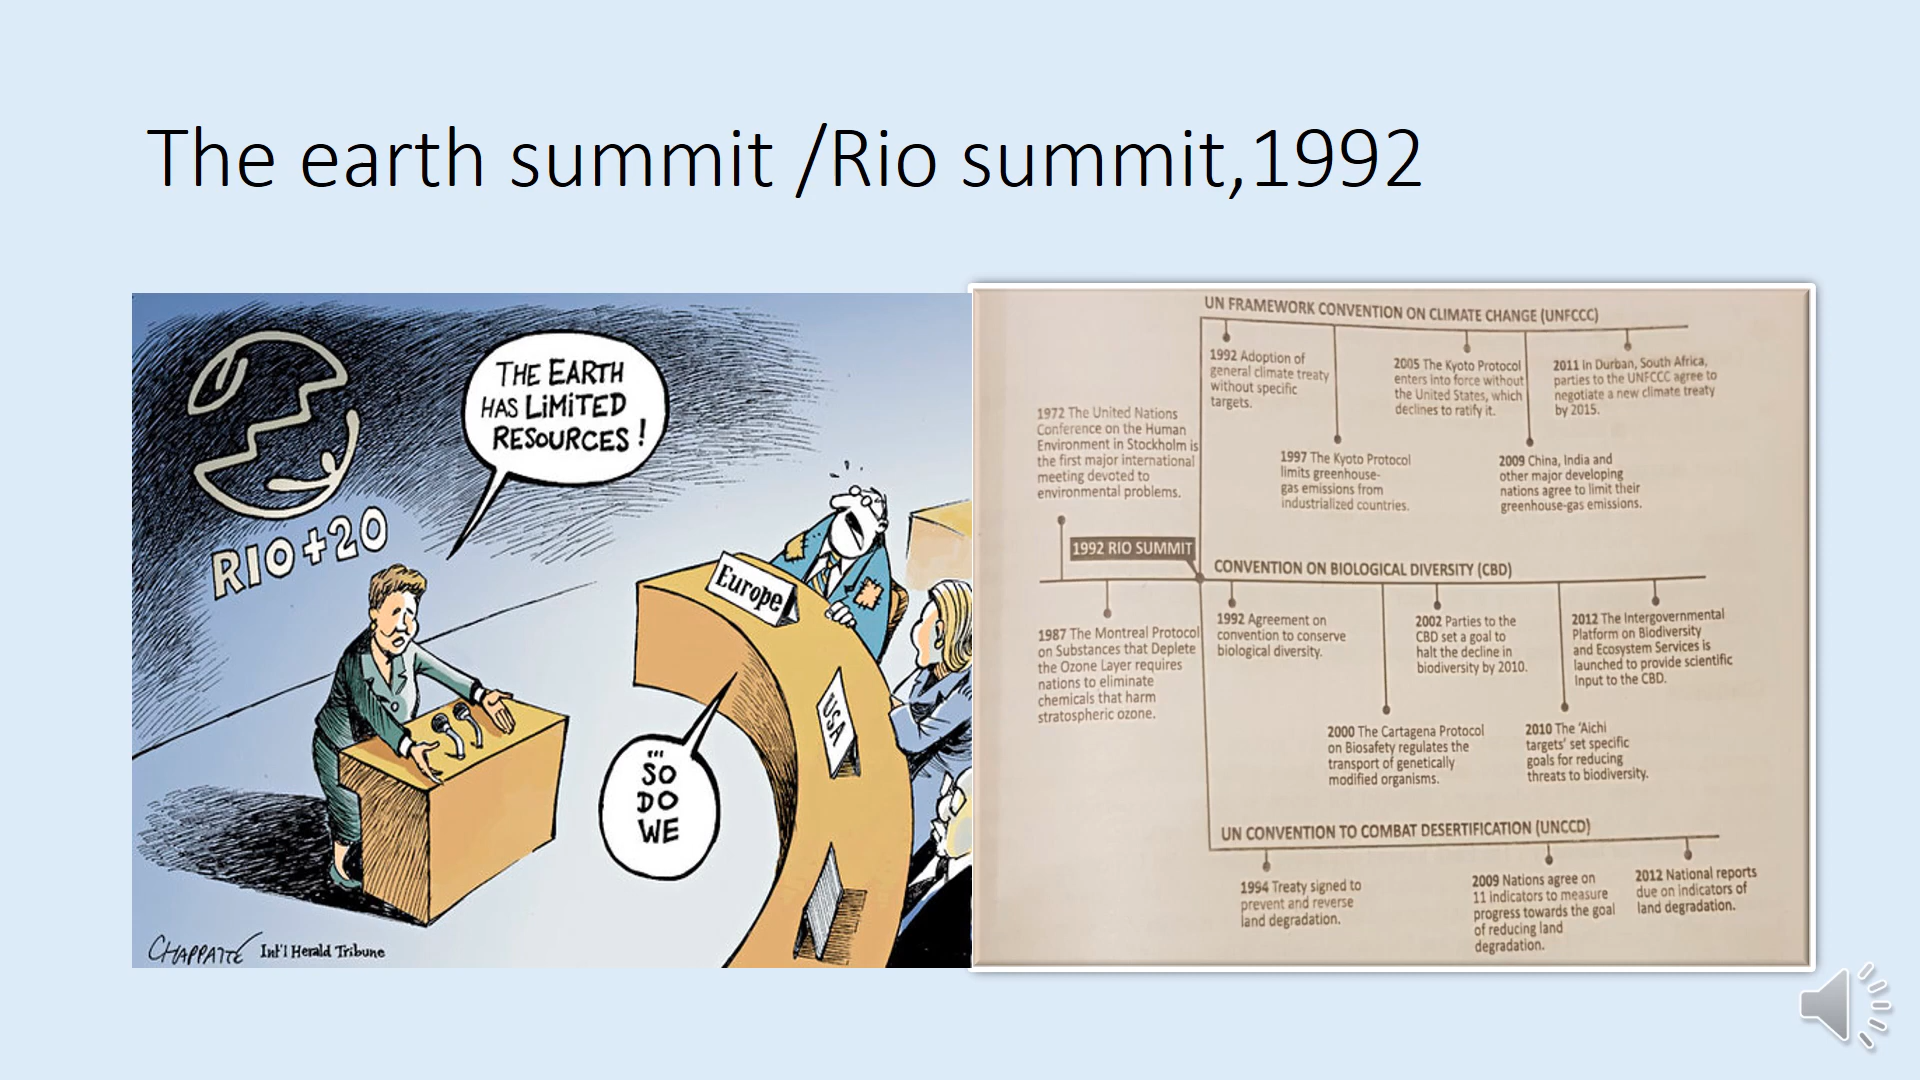 The earth summit /Rio summit,1992
THE EARTH
HAS LIMITED
RESOURCES!
RIO+20
Europe
USA
...
SO
DO
WE
CHAPPATTE Int'l Herald Tribune
UN FRAMEWORK CONVENTION ON CLIMATE CHANGE (UNFCCC)
1992 Adoption of
general climate treaty
without specific
targets.
2005 The Kyoto Protocol
enters into force without
the United States, which
declines to ratify it.
2011 In Durban, South Africa,
parties to the UNFCCC agree to
negotiate a new climate treaty
by 2015.
1972 The United Nations
Conference on the Human
Environment in Stockholm is
the first major international
meeting devoted to
environmental problems.
1997 The Kyoto Protocol
limits greenhouse-
gas emissions from
industrialized countries.
2009 China, India and
other major developing
nations agree to limit their
greenhouse-gas emissions.
1992 RIO SUMMIT
CONVENTION ON BIOLOGICAL DIVERSITY (CBD)
1987 The Montreal Protocol
on Substances that Deplete
the Ozone Layer requires
nations to eliminate
chemicals that harm
stratospheric ozone.
1992 Agreement on
convention to conserve
biological diversity.
2002 Parties to the
CBD set a goal to
halt the decline in
biodiversity by 2010.
2012 The Intergovernmental
Platform on Biodiversity
and Ecosystem Services is
launched to provide scientific
Input to the CBD.
2000 The Cartagena Protocol
on Biosafety regulates the
transport of genetically
modified organisms.
2010 The 'Aichi
targets' set specific
goals for reducing
threats to biodiversity.
UN CONVENTION TO COMBAT DESERTIFICATION (UNCCD)
1994 Treaty signed to
prevent and reverse
land degradation.
2009 Nations agree on
11 indicators to measure
progress towards the goal
of reducing land
degradation.
2012 National reports
due on indicators of
land degradation.